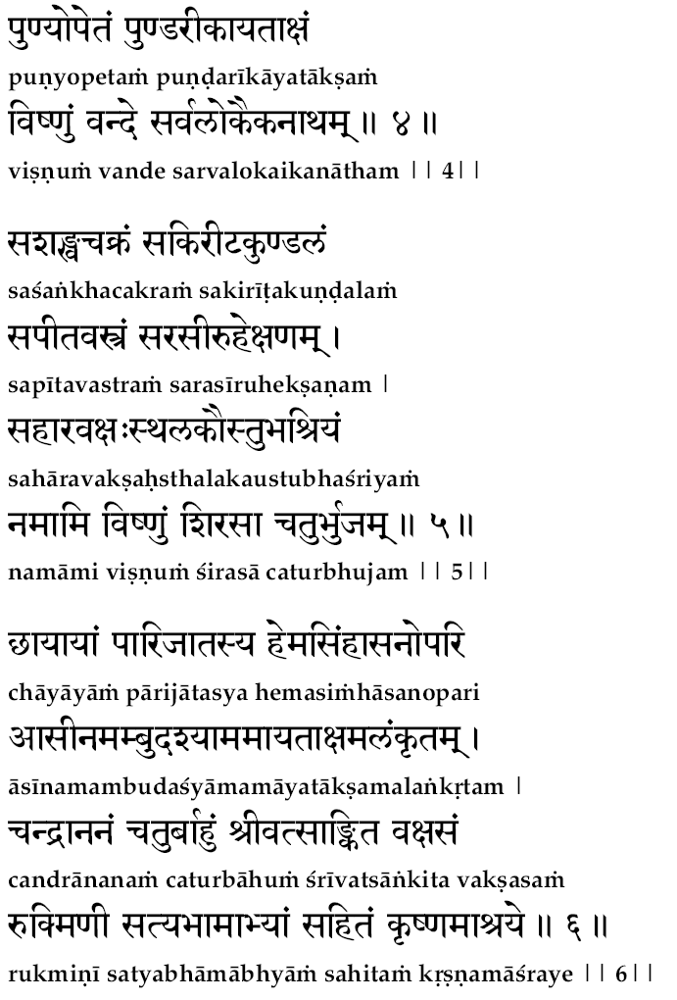 पुण्योपेतं पुण्डरीकायताक्षं
puṇyopetaṁ puṇḍarīkāyatākṣaṁ
विष्णुं वन्दे सर्वलोकैकनाथम् ॥ ४ ॥
viṣṇuṁ vande sarvalokaikanātham || 4||
सशङ्खचक्रं सकिरीटकुण्डलं
saśaṅkhacakraṁ sakirīṭakuṇḍalaṁ
सपीतवस्त्रं सरसीरुहेक्षणम् ।
sapītavastraṁ sarasīruhekṣaṇam |
सहारवक्षःस्थलकौस्तुभश्रियं
sahāravakṣaḥsthalakaustubhaśriyaṁ
नमामि विष्णुं शिरसा चतुर्भुजम् ॥ ५ ॥
namāmi viṣṇuṁ śirasā caturbhujam || 5||
छायायां पारिजातस्य हेमसिंहासनोपरि
chāyāyāṁ pārijātasya hemasiṁhāsanopari
आसीनमम्बुदश्याममायताक्षमलंकृतम् ।
āsīnamambudaśyāmamāyatākṣamalaṅkṛtam |
चन्द्राननं चतुर्बाहुं श्रीवत्साङ्कित वक्षसं
candrānanaṁ caturbāhuṁ śrīvatsāṅkita vakṣasaṁ
रुक्मिणी सत्यभामाभ्यां सहितं कृष्णमाश्रये ॥ ६ ॥
rukmiṇī satyabhāmābhyāṁ sahitaṁ kṛṣṇamāśraye || 6||